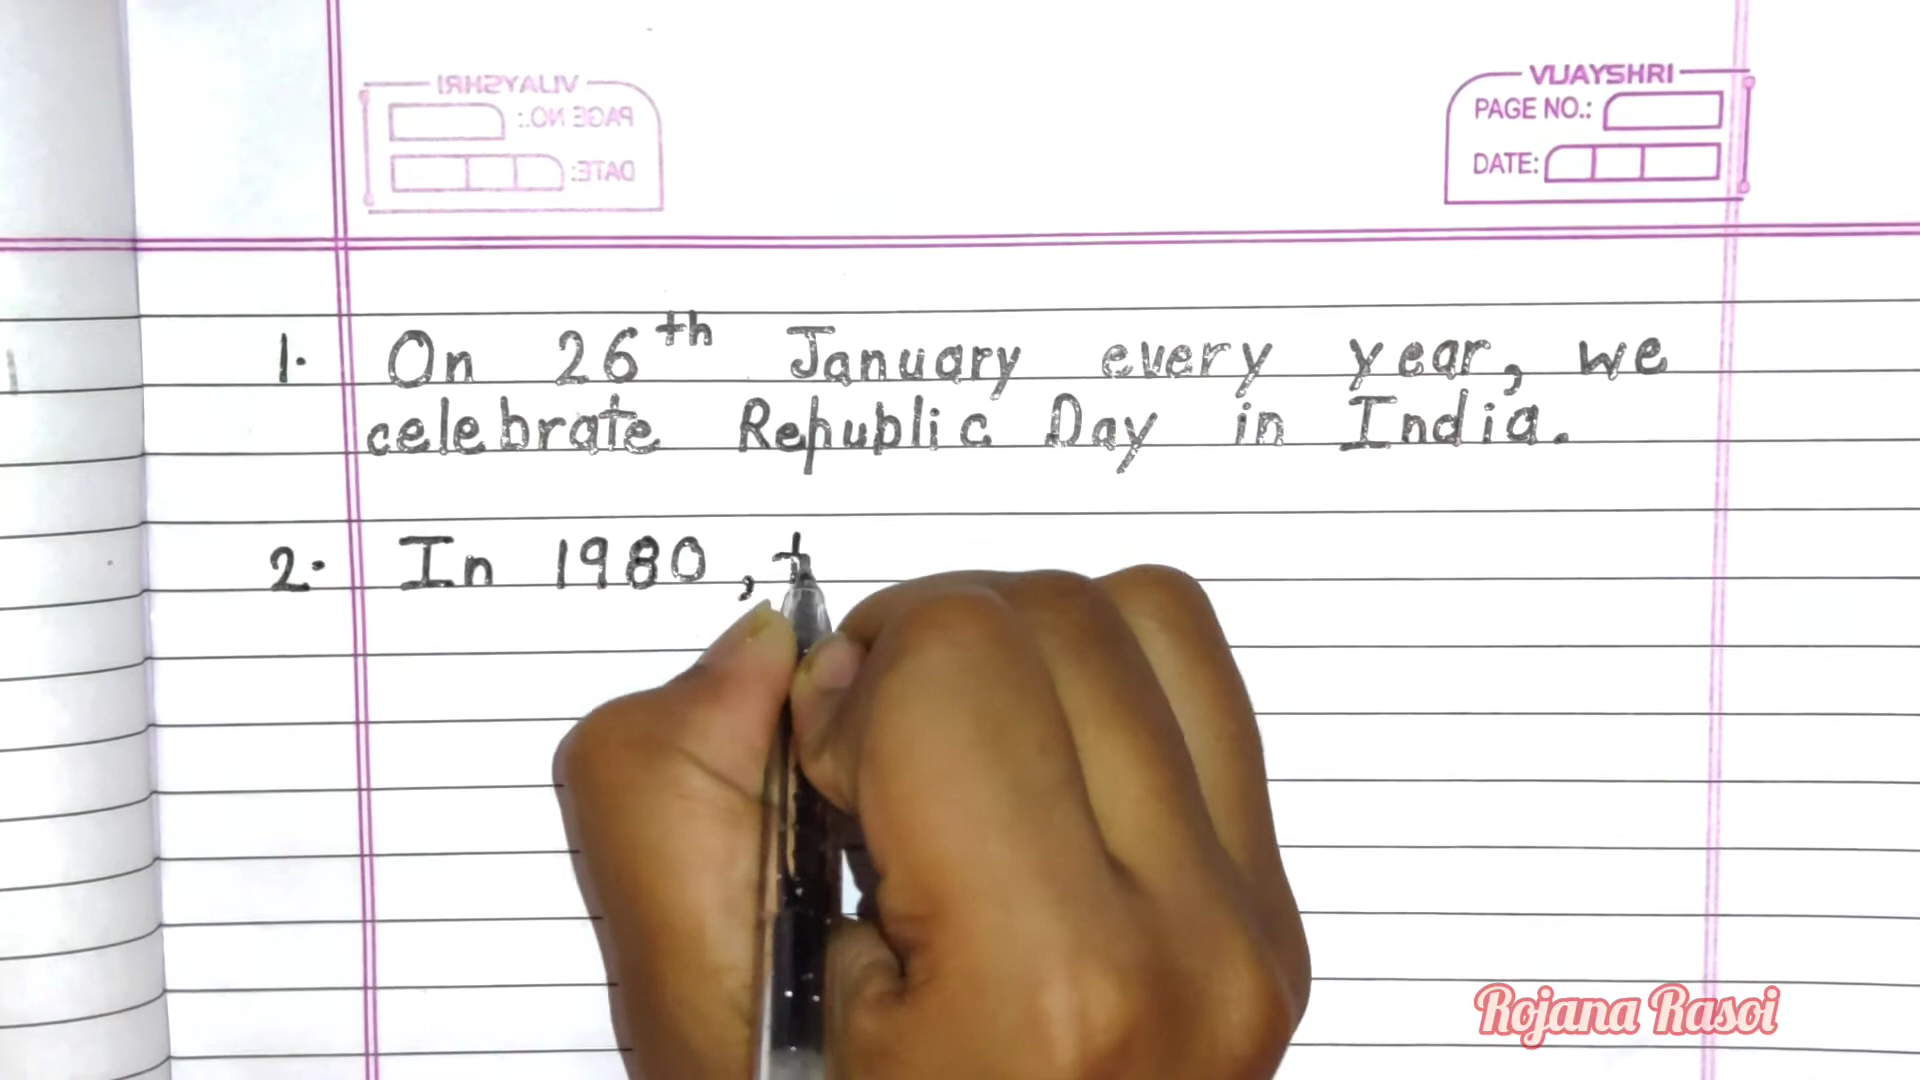 VIJAYSHRI
PAGE NO.:
DATE:
VIJAYSHRI
PAGE NO.:
DATE:
1. On 26th January every year, we
celebrate Republic Day in India.
2. In 1980, t
Rojana Rasoi